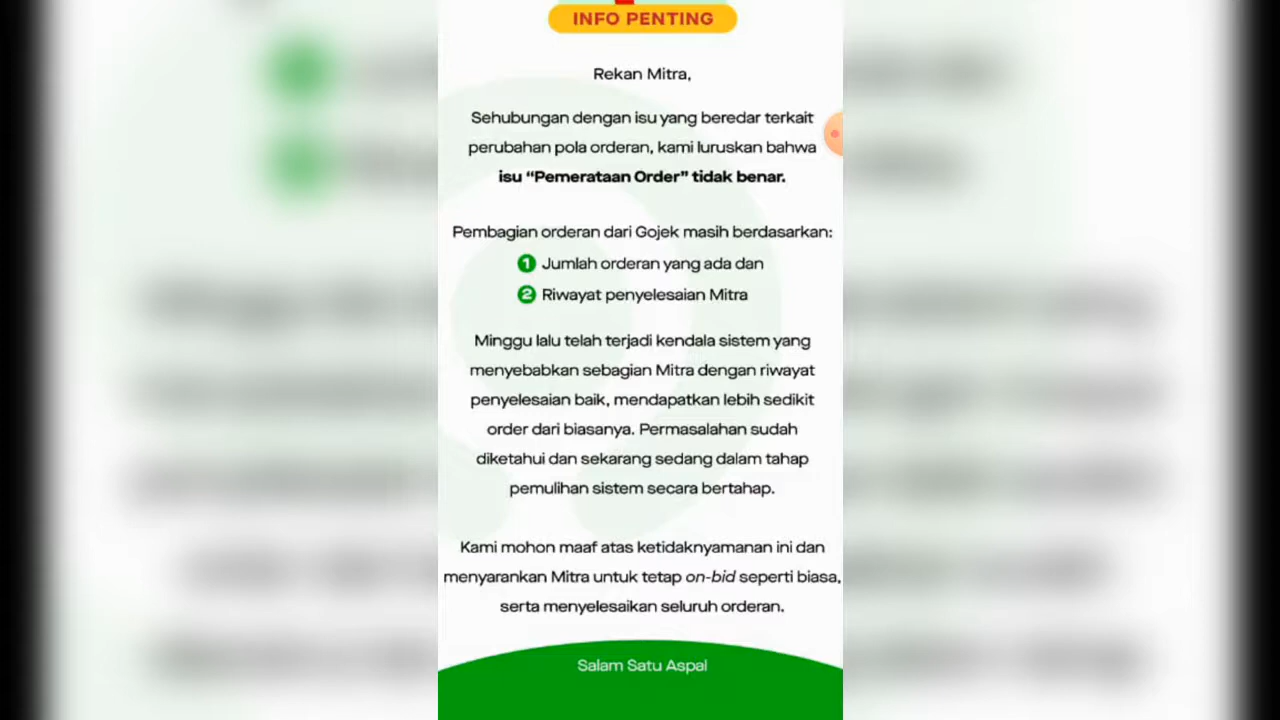 INFO PENTING
Rekan Mitra,
Sehubungan dengan isu yang beredar terkait
perubahan pola orderan, kami luruskan bahwa
isu “Pemerataan Order” tidak benar.
Pembagian orderan dari Gojek masih berdasarkan:
1 Jumlah orderan yang ada dan
2 Riwayat penyelesaian Mitra
Minggu lalu telah terjadi kendala sistem yang
menyebabkan sebagian Mitra dengan riwayat
penyelesaian baik, mendapatkan lebih sedikit
order dari biasanya. Permasalahan sudah
diketahui dan sekarang sedang dalam tahap
pemulihan sistem secara bertahap.
Kami mohon maaf atas ketidaknyamanan ini dan
menyarankan Mitra untuk tetap on-bid seperti biasa,
serta menyelesaikan seluruh orderan.
Salam Satu Aspal